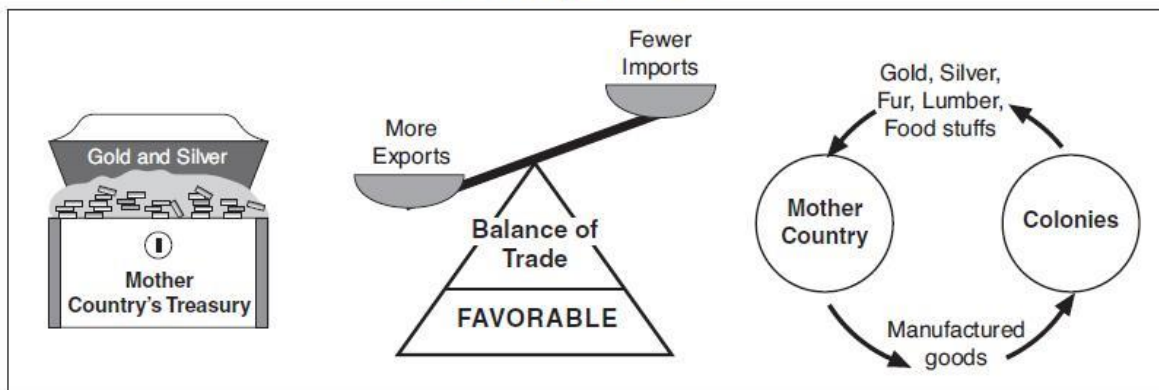 Gold and Silver
Mother
Country's Treasury
More
Exports
Fewer
Imports
Balance of
Trade
FAVORABLE
Gold, Silver,
Fur, Lumber,
Food stuffs
Mother
Country
Colonies
Manufactured
goods